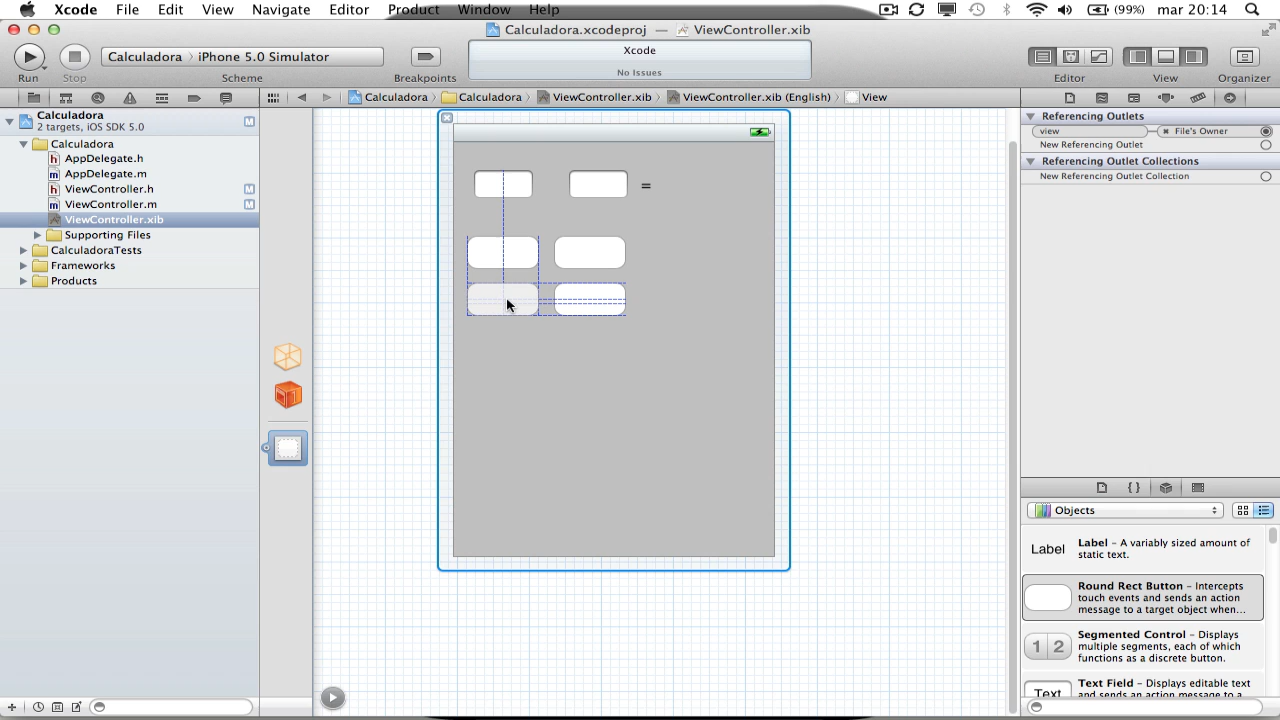 Xcode File Edit View Navigate Editor Product Window Help (99%) mar 20:14
Calculadora.xcodeproj — ViewController.xib
Calculadora iPhone 5.0 Simulator
Xcode
No Issues
Run Stop Scheme Breakpoints Editor View Organizer
Calculadora Calculadora ViewController.xib ViewController.xib (English) View
Calculadora M
2 targets, iOS SDK 5.0
Calculadora
h AppDelegate.h
m AppDelegate.m
h ViewController.h M
m ViewController.m M
ViewController.xib
Supporting Files
CalculadoraTests
Frameworks
Products
=
Referencing Outlets
view File's Owner
New Referencing Outlet
Referencing Outlet Collections
New Referencing Outlet Collection
{ }
Objects
Label Label – A variably sized amount of
static text.
Round Rect Button – Intercepts
touch events and sends an action
message to a target object when...
1 2 Segmented Control – Displays
multiple segments, each of which
functions as a discrete button.
Text Text Field – Displays editable text
and sends an action message to a